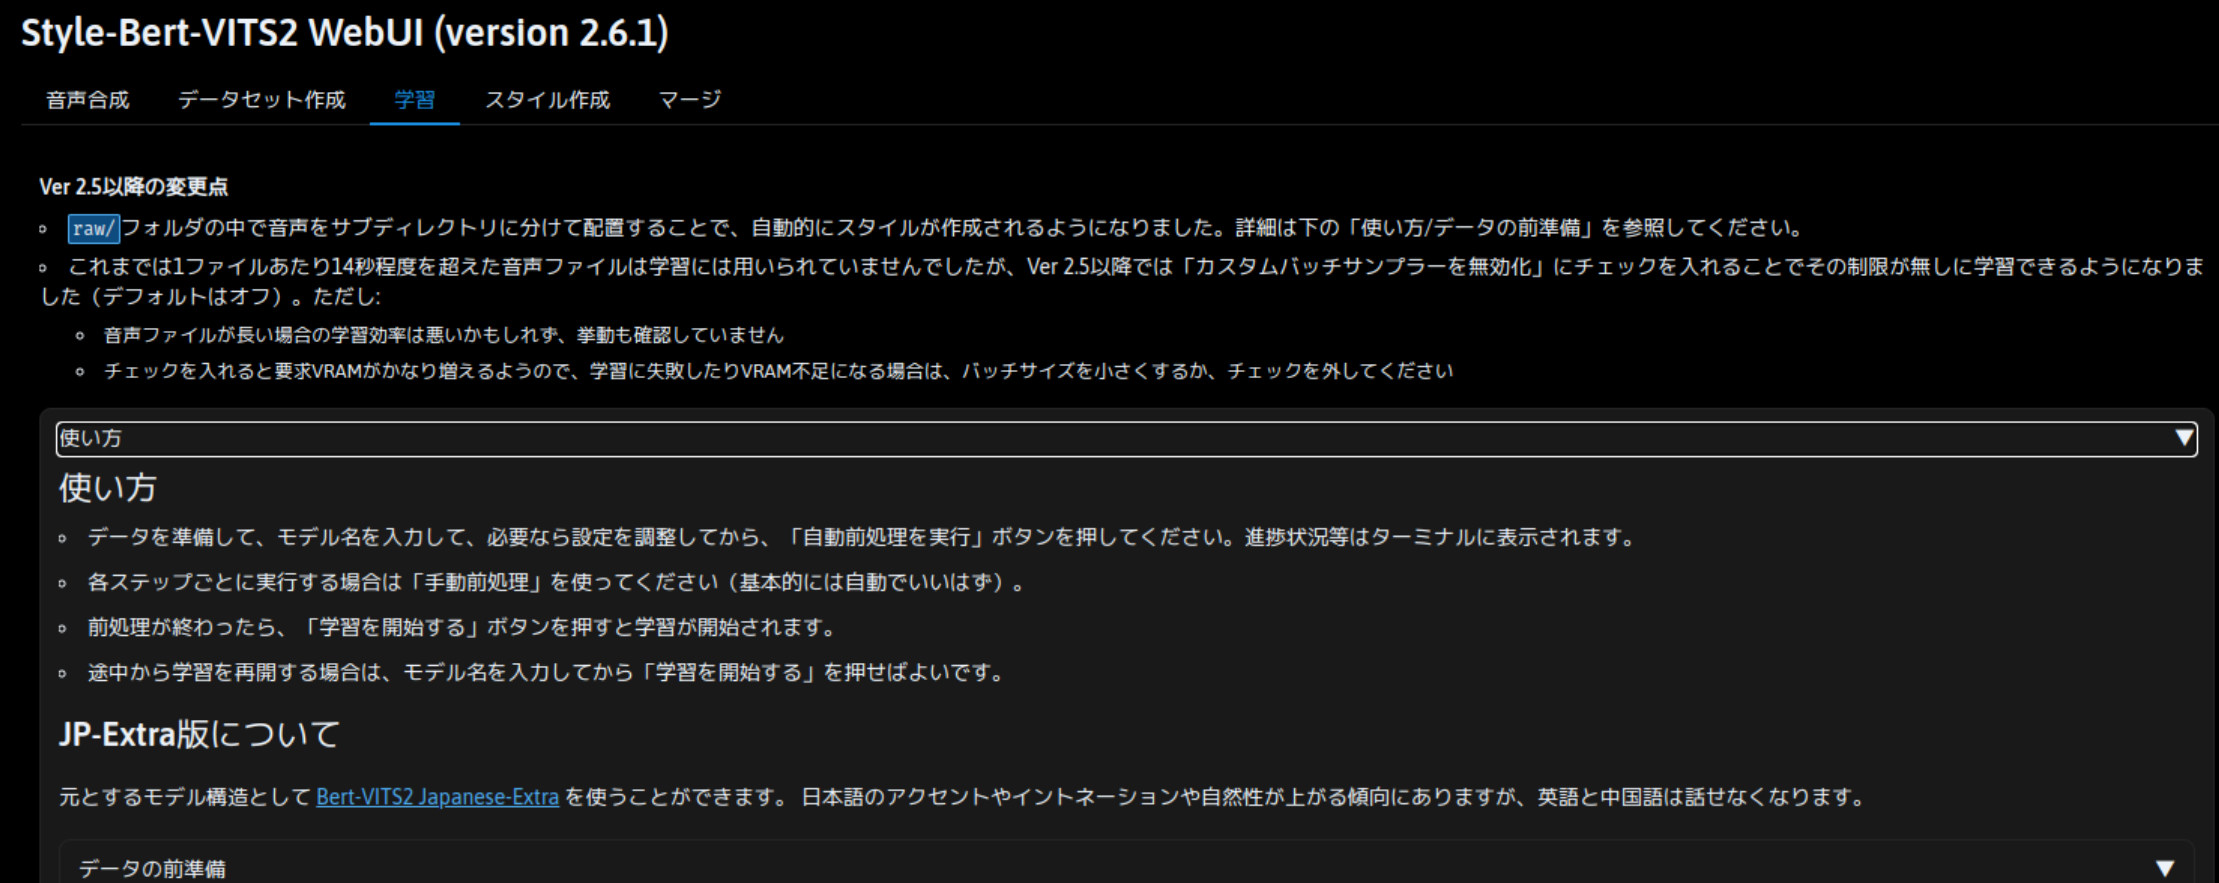 Style-Bert-VITS2 WebUI (version 2.6.1)
音声合成 データセット作成 学習 スタイル作成 マージ
Ver 2.5以降の変更点
raw/フォルダの中で音声をサブディレクトリに分けて配置することで、自動的にスタイルが作成されるようになりました。詳細は下の「使い方/データの前準備」を参照してください。
これまでは1ファイルあたり14秒程度を超えた音声ファイルは学習には用いられていませんでしたが、Ver 2.5以降では「カスタムバッチサンプラーを無効化」にチェックを入れることでその制限が無しに学習できるようになりま
した（デフォルトはオフ）。ただし:
音声ファイルが長い場合の学習効率は悪いかもしれず、挙動も確認していません
チェックを入れると要求VRAMがかなり増えるようので、学習に失敗したりVRAM不足になる場合は、バッチサイズを小さくするか、チェックを外してください
使い方 ▼
使い方
データを準備して、モデル名を入力して、必要なら設定を調整してから、「自動前処理を実行」ボタンを押してください。進捗状況等はターミナルに表示されます。
各ステップごとに実行する場合は「手動前処理」を使ってください（基本的には自動でいいはず）。
前処理が終わったら、「学習を開始する」ボタンを押すと学習が開始されます。
途中から学習を再開する場合は、モデル名を入力してから「学習を開始する」を押せばよいです。
JP-Extra版について
元とするモデル構造として Bert-VITS2 Japanese-Extra を使うことができます。 日本語のアクセントやイントネーションや自然性が上がる傾向にありますが、英語と中国語は話せなくなります。
データの前準備 ▼